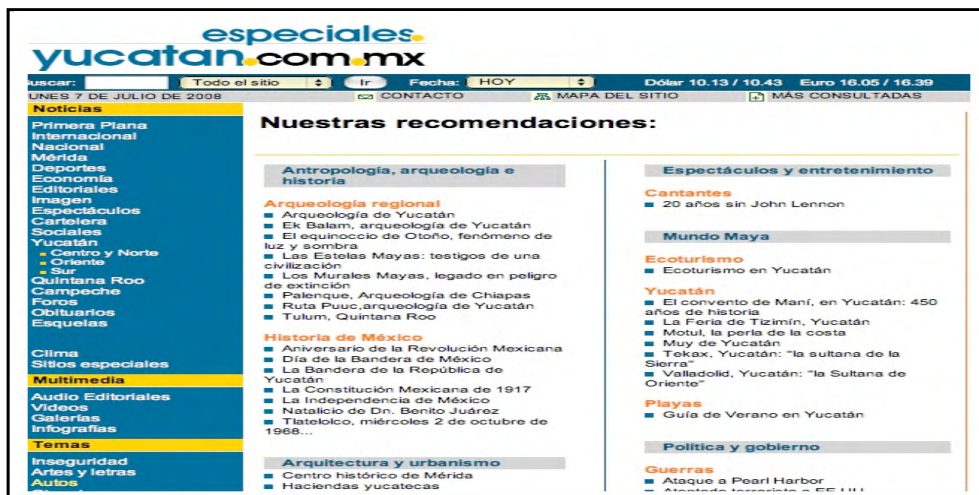 especiales.
yucatan.com.mx
uscar: Todo el sitio Ir Fecha: HOY Dólar 10.13 / 10.43 Euro 16.05 / 16.39
UNES 7 DE JULIO DE 2008 CONTACTO MAPA DEL SITIO MÁS CONSULTADAS
Noticias
Primera Plana
Internacional
Nacional
Mérida
Deportes
Economía
Editoriales
Imagen
Espectáculos
Cartelera
Sociales
Yucatán
Centro y Norte
Oriente
Sur
Quintana Roo
Campeche
Foros
Obituarios
Esquelas
Clima
Sitios especiales
Multimedia
Audio Editoriales
Videos
Galerías
Infografías
Temas
Inseguridad
Artes y letras
Autos
Nuestras recomendaciones:
Antropología, arqueología e
historia
Arqueología regional
Arqueología de Yucatán
Ek Balam, arqueología de Yucatán
El equinoccio de Otoño, fenómeno de
luz y sombra
Las Estelas Mayas: testigos de una
civilización
Los Murales Mayas, legado en peligro
de extinción
Palenque, Arqueología de Chiapas
Ruta Puuc,arqueología de Yucatán
Tulum, Quintana Roo
Historia de México
Aniversario de la Revolución Mexicana
Día de la Bandera de México
La Bandera de la República de
Yucatán
La Constitución Mexicana de 1917
La Independencia de México
Natalicio de Dn. Benito Juárez
Tlatelolco, miércoles 2 de octubre de
1968...
Arquitectura y urbanismo
Centro histórico de Mérida
Haciendas yucatecas
Espectáculos y entretenimiento
Cantantes
20 años sin John Lennon
Mundo Maya
Ecoturismo
Ecoturismo en Yucatán
Yucatán
El convento de Maní, en Yucatán: 450
años de historia
La Feria de Tizimín, Yucatán
Motul, la perla de la costa
Muy de Yucatán
Tekax, Yucatán: "la sultana de la
Sierra"
Valladolid, Yucatán: "la Sultana de
Oriente"
Playas
Guía de Verano en Yucatán
Política y gobierno
Guerras
Ataque a Pearl Harbor
Atentado terrorista a EE.UU.